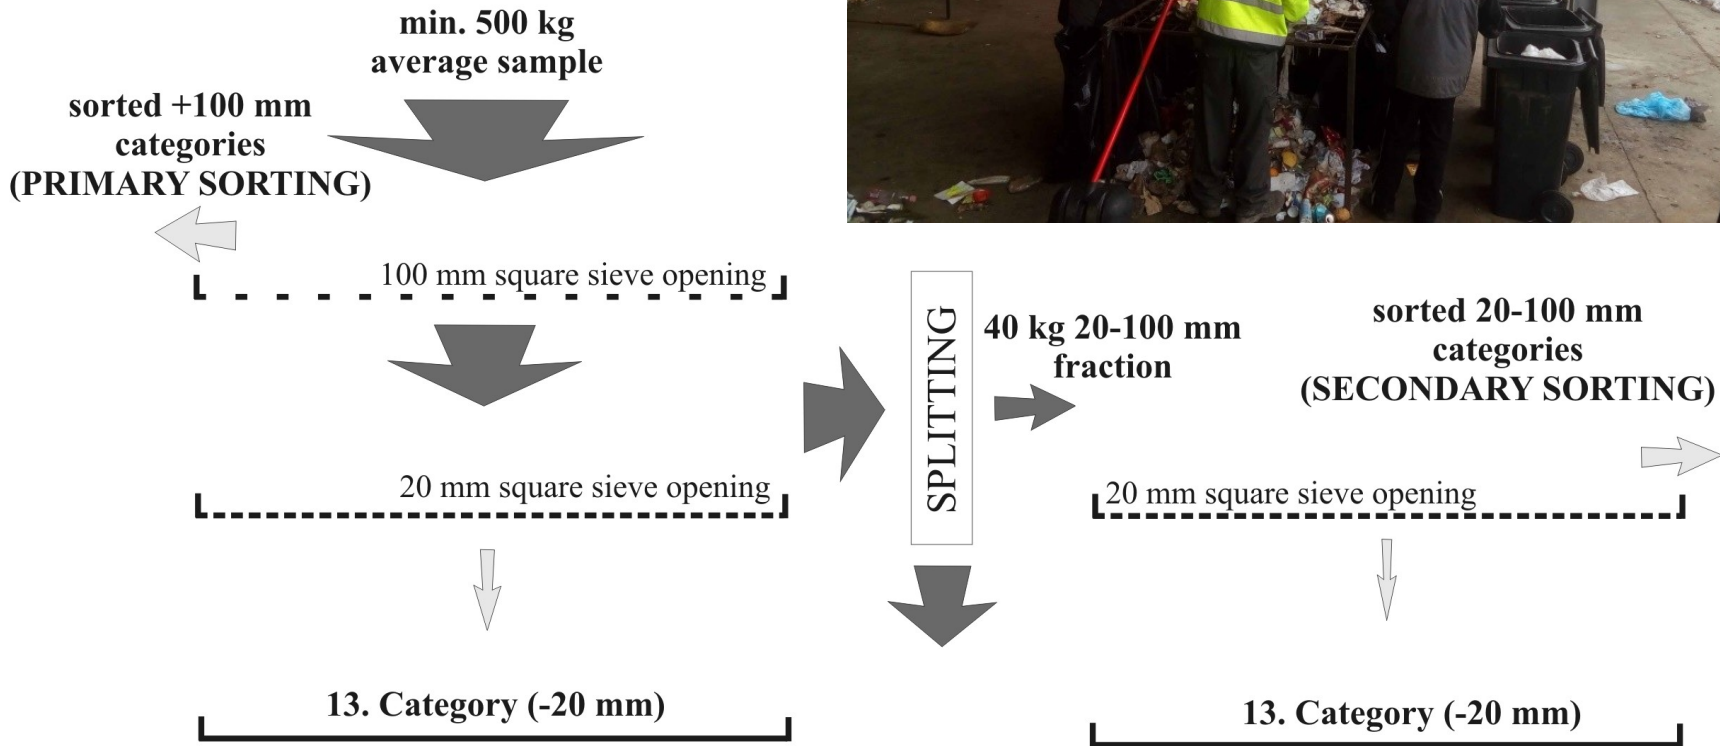 min. 500 kg
average sample
sorted +100 mm
categories
(PRIMARY SORTING)
100 mm square sieve opening
20 mm square sieve opening
13. Category (-20 mm)
SPLITTING
40 kg 20-100 mm
fraction
sorted 20-100 mm
categories
(SECONDARY SORTING)
20 mm square sieve opening
13. Category (-20 mm)